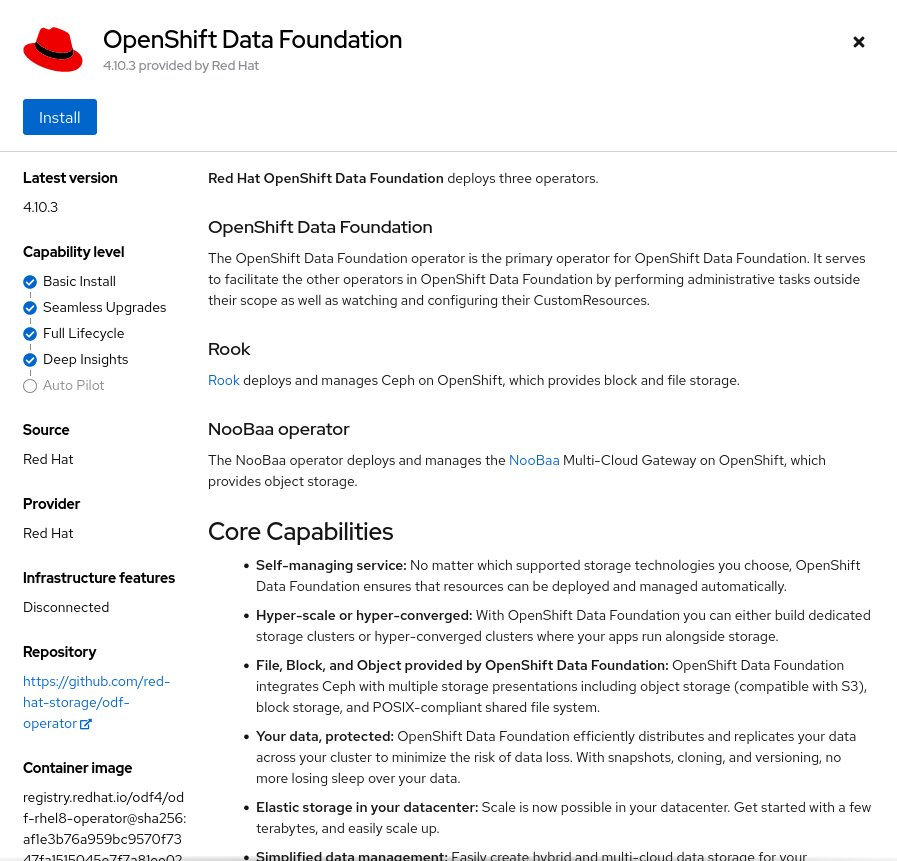 OpenShift Data Foundation
4.10.3 provided by Red Hat
Install
Latest version
4.10.3
Capability level
Basic Install
Seamless Upgrades
Full Lifecycle
Deep Insights
Auto Pilot
Source
Red Hat
Provider
Red Hat
Infrastructure features
Disconnected
Repository
https://github.com/red-
hat-storage/odf-
operator
Container image
registry.redhat.io/odf4/od
f-rhel8-operator@sha256:
af1e3b76a959bc9570f73
Red Hat OpenShift Data Foundation deploys three operators.
OpenShift Data Foundation
The OpenShift Data Foundation operator is the primary operator for OpenShift Data Foundation. It serves
to facilitate the other operators in OpenShift Data Foundation by performing administrative tasks outside
their scope as well as watching and configuring their CustomResources.
Rook
Rook deploys and manages Ceph on OpenShift, which provides block and file storage.
NooBaa operator
The NooBaa operator deploys and manages the NooBaa Multi-Cloud Gateway on OpenShift, which
provides object storage.
Core Capabilities
• Self-managing service: No matter which supported storage technologies you choose, OpenShift
Data Foundation ensures that resources can be deployed and managed automatically.
• Hyper-scale or hyper-converged: With OpenShift Data Foundation you can either build dedicated
storage clusters or hyper-converged clusters where your apps run alongside storage.
• File, Block, and Object provided by OpenShift Data Foundation: OpenShift Data Foundation
integrates Ceph with multiple storage presentations including object storage (compatible with S3),
block storage, and POSIX-compliant shared file system.
• Your data, protected: OpenShift Data Foundation efficiently distributes and replicates your data
across your cluster to minimize the risk of data loss. With snapshots, cloning, and versioning, no
more losing sleep over your data.
• Elastic storage in your datacenter: Scale is now possible in your datacenter. Get started with a few
terabytes, and easily scale up.
• Simplified data management: Easily create hybrid and multi-cloud data storage for your